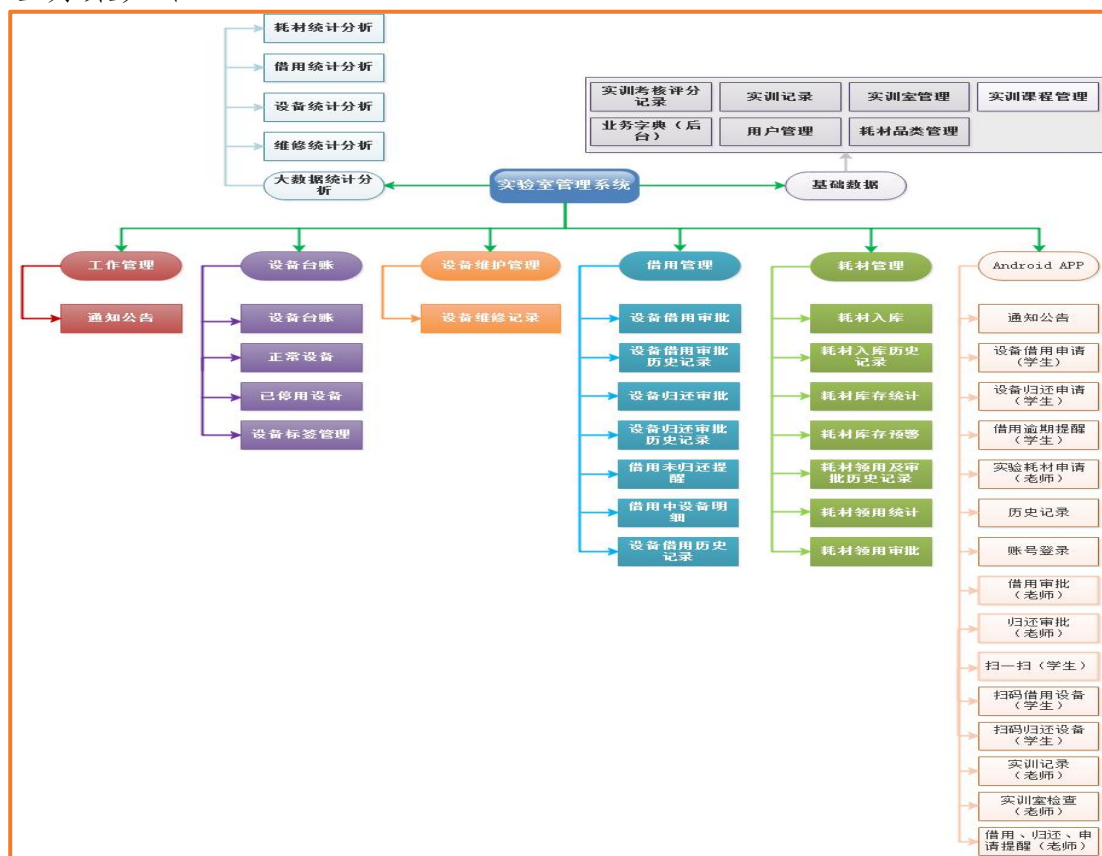 耗材统计分析
借用统计分析
设备统计分析
维修统计分析
大数据统计分
析
实验室管理系统
基础数据
实训考核评分
记录
实训记录
实训室管理
实训课程管理
业务字典（后
台）
用户管理
耗材品类管理
工作管理
通知公告
设备台账
设备台账
正常设备
已停用设备
设备标签管理
设备维护管理
设备维修记录
借用管理
设备借用审批
设备借用审批
历史记录
设备归还审批
设备归还审批
历史记录
借用未归还提
醒
借用中设备明
细
设备借用历史
记录
耗材管理
耗材入库
耗材入库历史
记录
耗材库存统计
耗材库存预警
耗材领用及审
批历史记录
耗材领用统计
耗材领用审批
Android APP
通知公告
设备借用申请
（学生）
设备归还申请
（学生）
借用逾期提醒
（学生）
实验耗材申请
（老师）
历史记录
账号登录
借用审批
（老师）
归还审批
（老师）
扫一扫（学生）
扫码借用设备
（学生）
扫码归还设备
（学生）
实训记录
（老师）
实训室检查
（老师）
借用、归还、申
请提醒（老师）